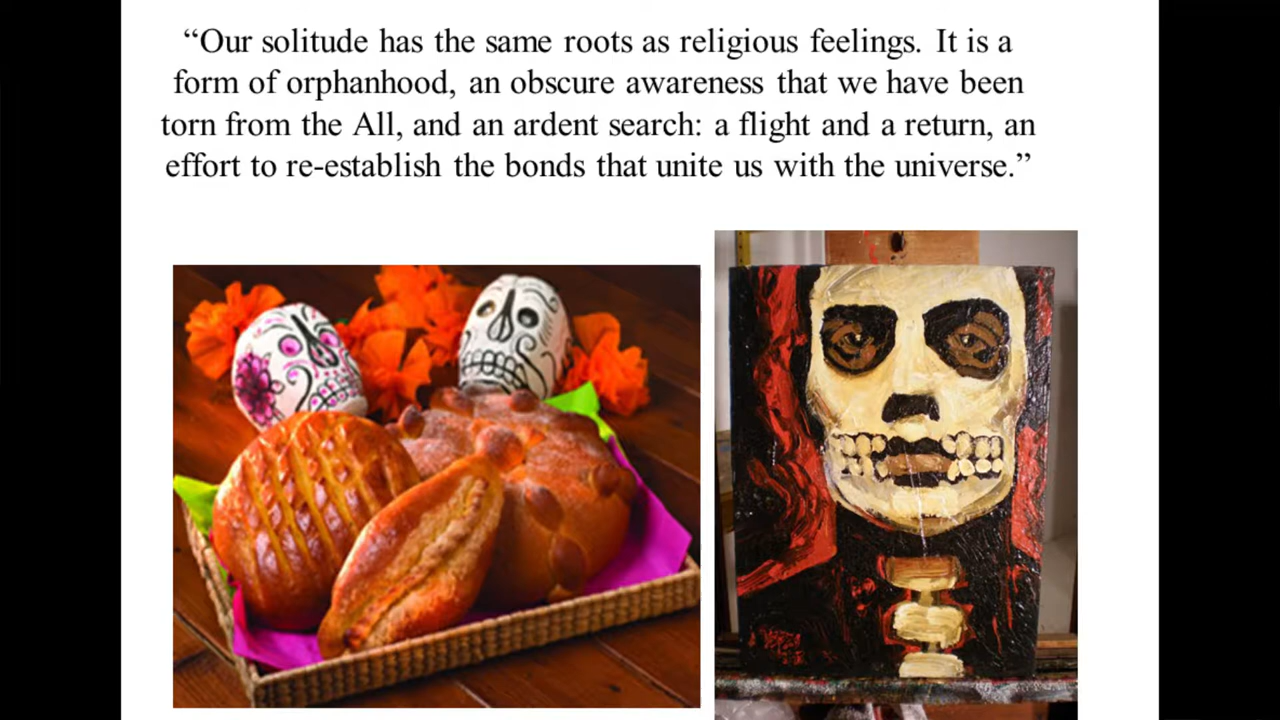 “Our solitude has the same roots as religious feelings. It is a
form of orphanhood, an obscure awareness that we have been
torn from the All, and an ardent search: a flight and a return, an
effort to re-establish the bonds that unite us with the universe.”